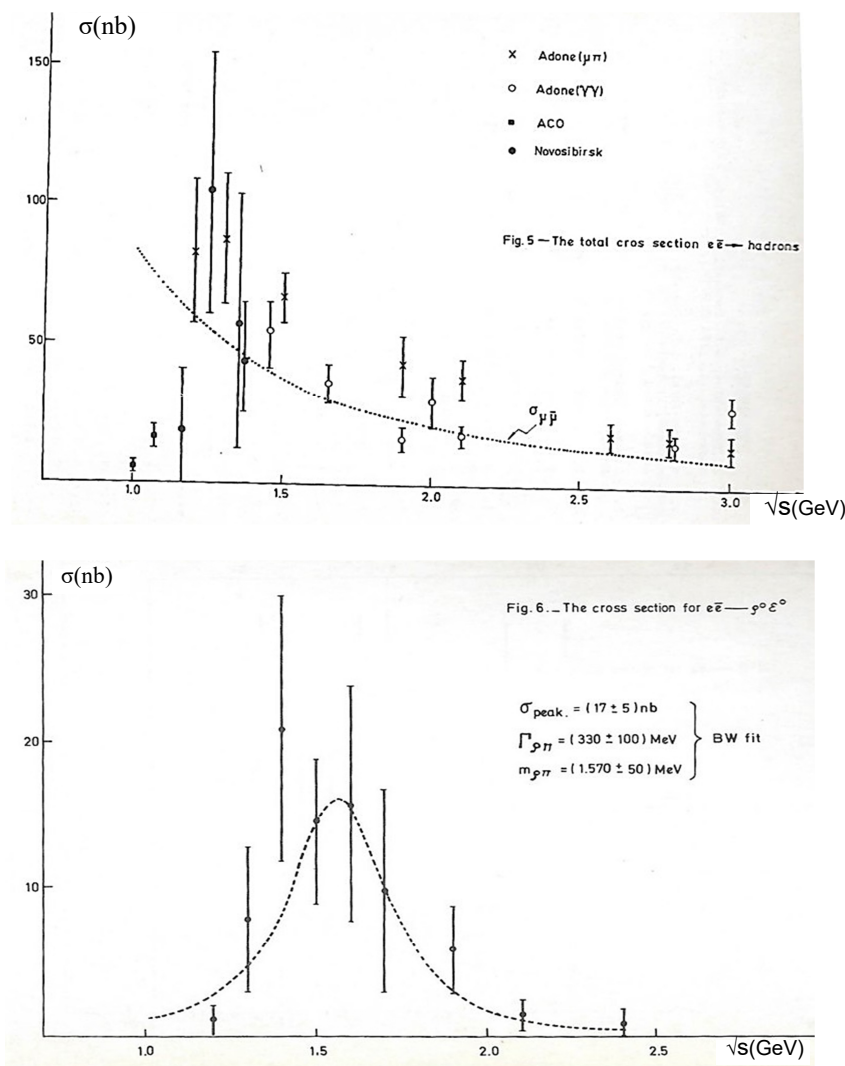 σ(nb)
150
100
50
× Adone(μπ)
○ Adone(γγ)
■ ACO
● Novosibirsk
Fig. 5 — The total cros section eē → hadrons
σμμ̄
1.0 1.5 2.0 2.5 3.0
√s(GeV)
σ(nb)
30
20
10
Fig. 6._ The cross section for eē — ρ°ε°
σpeak. = (17 ± 5) nb
Γρπ = (330 ± 100) MeV
mρπ = (1.570 ± 50) MeV
BW fit
1.0 1.5 2.0 2.5
√s(GeV)